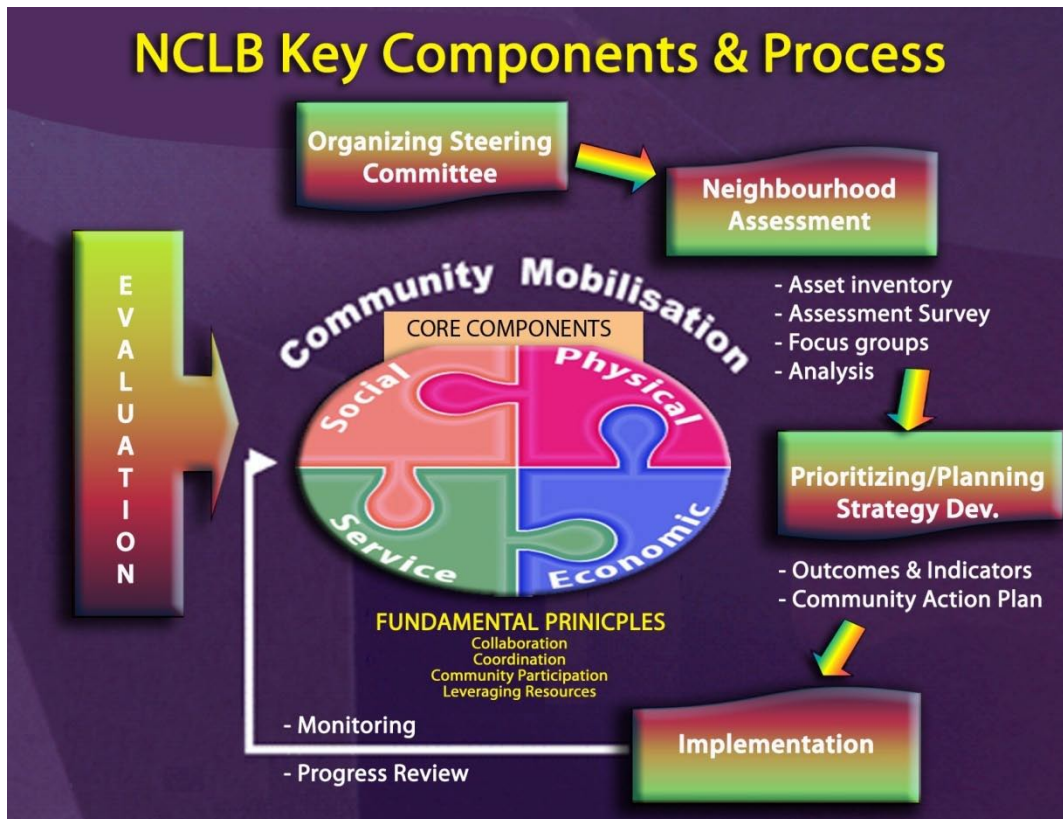 NCLB Key Components & Process
Organizing Steering
Committee
Neighbourhood
Assessment
- Asset inventory
- Assessment Survey
- Focus groups
- Analysis
Prioritizing/Planning
Strategy Dev.
- Outcomes & Indicators
- Community Action Plan
Implementation
- Monitoring
- Progress Review
EVALUATION
Community Mobilisation
CORE COMPONENTS
Social
Physical
Service
Economic
FUNDAMENTAL PRINICPLES
Collaboration
Coordination
Community Participation
Leveraging Resources